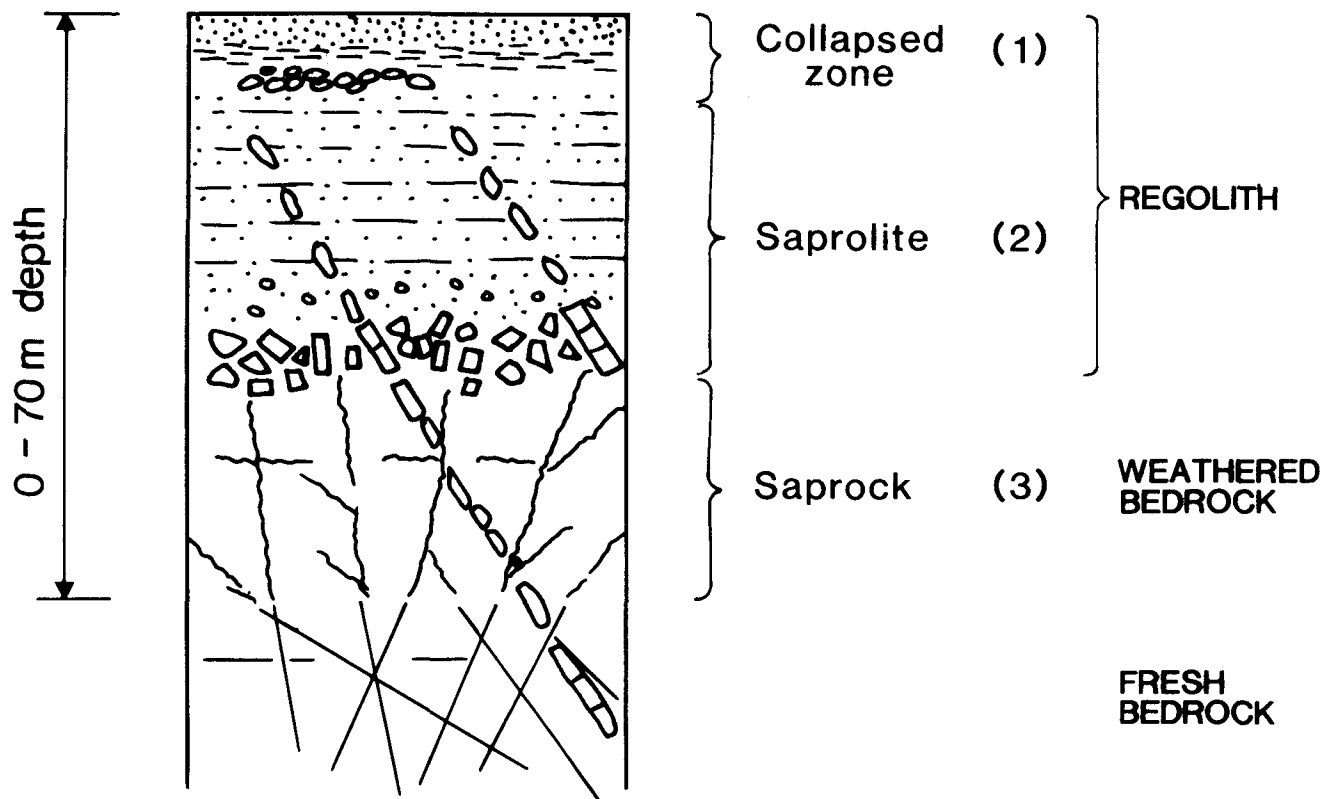 0 - 70 m depth
Collapsed zone (1)
Saprolite (2)
Saprock (3)
REGOLITH
WEATHERED
BEDROCK
FRESH
BEDROCK